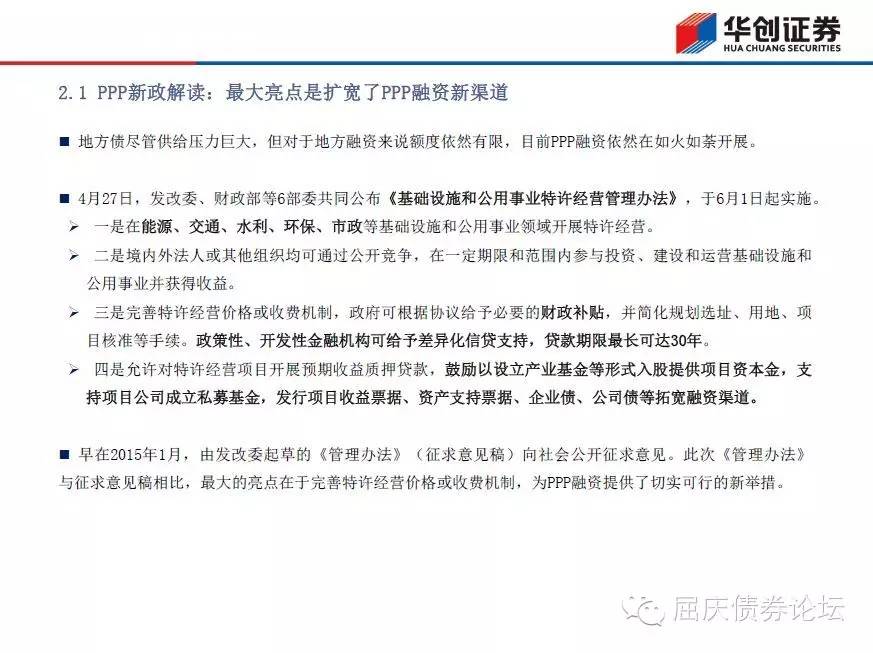 华创证券
HUA CHUANG SECURITIES
2.1 PPP新政解读：最大亮点是扩宽了PPP融资新渠道
■ 地方债尽管供给压力巨大，但对于地方融资来说额度依然有限，目前PPP融资依然在如火如荼开展。
■ 4月27日，发改委、财政部等6部委共同公布《基础设施和公用事业特许经营管理办法》，于6月1日起实施。
➢ 一是在能源、交通、水利、环保、市政等基础设施和公用事业领域开展特许经营。
➢ 二是境内外法人或其他组织均可通过公开竞争，在一定期限和范围内参与投资、建设和运营基础设施和
公用事业并获得收益。
➢ 三是完善特许经营价格或收费机制，政府可根据协议给予必要的财政补贴，并简化规划选址、用地、项
目核准等手续。政策性、开发性金融机构可给予差异化信贷支持，贷款期限最长可达30年。
➢ 四是允许对特许经营项目开展预期收益质押贷款，鼓励以设立产业基金等形式入股提供项目资本金，支
持项目公司成立私募基金，发行项目收益票据、资产支持票据、企业债、公司债等拓宽融资渠道。
■ 早在2015年1月，由发改委起草的《管理办法》（征求意见稿）向社会公开征求意见。此次《管理办法》
与征求意见稿相比，最大的亮点在于完善特许经营价格或收费机制，为PPP融资提供了切实可行的新举措。
屈庆债券论坛